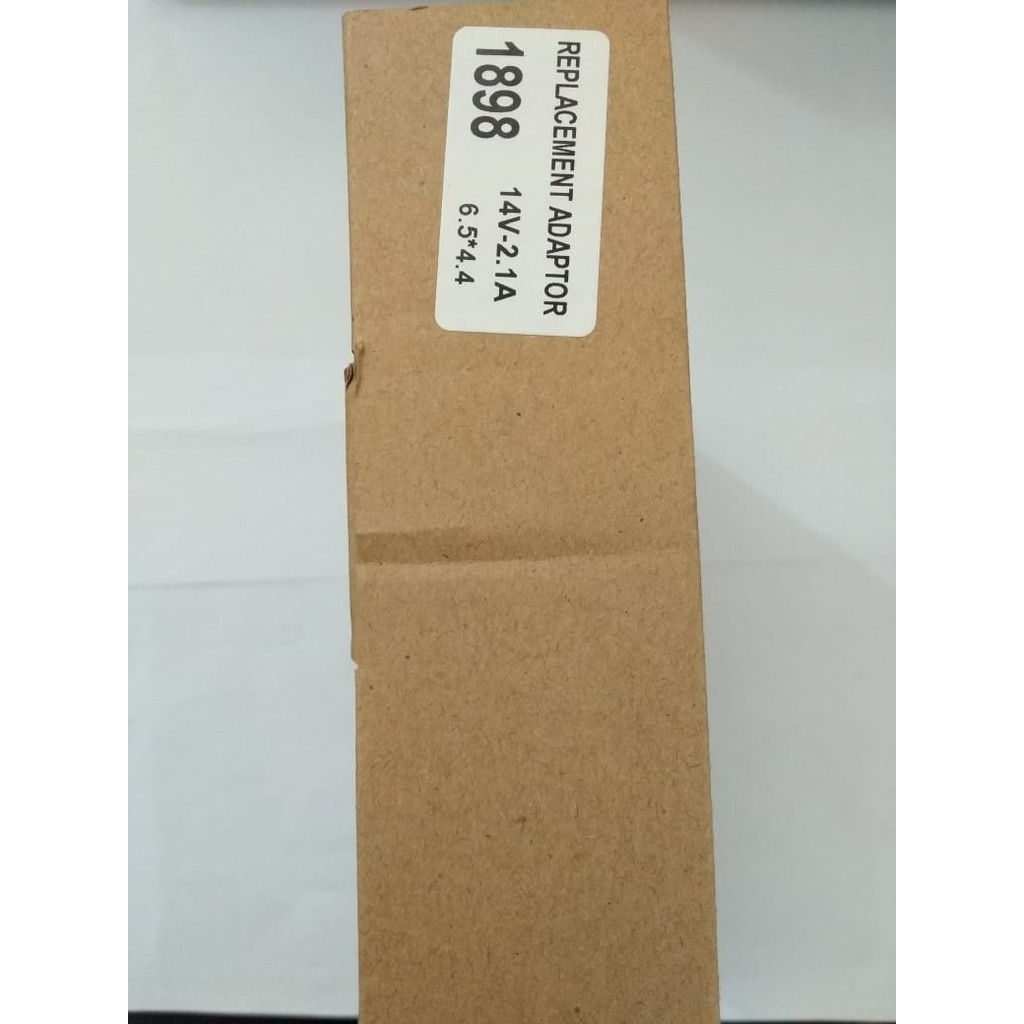 REPLACEMENT ADAPTOR
1898 14V-2.1A
6.5*4.4